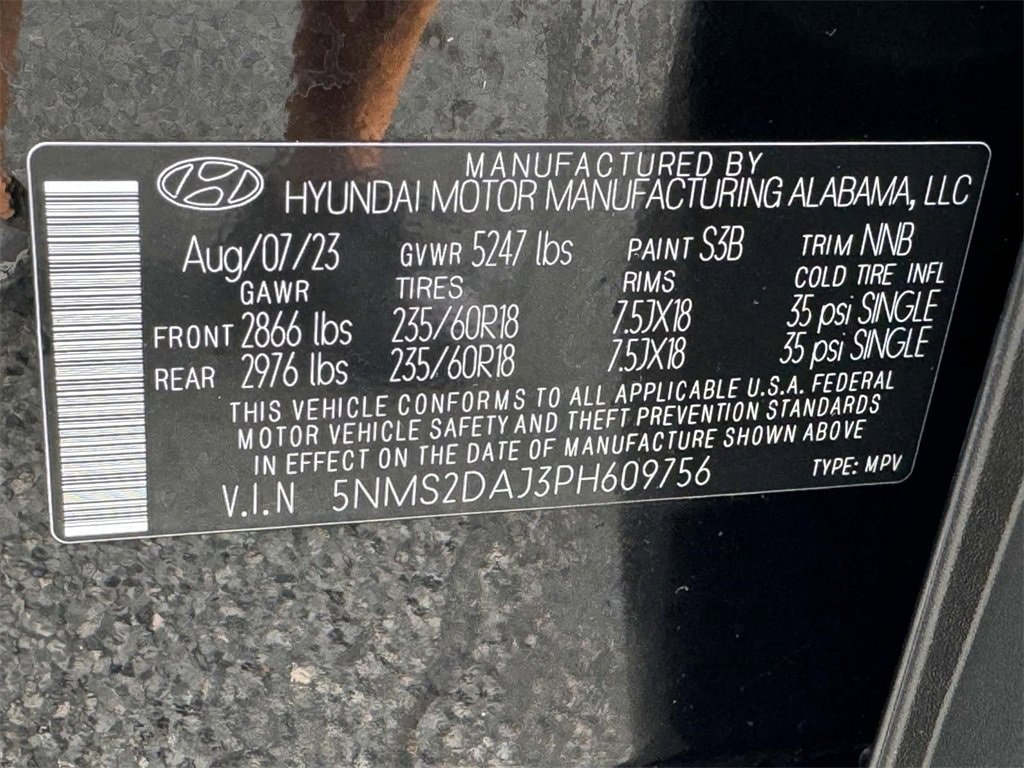 MANUFACTURED BY
HYUNDAI MOTOR MANUFACTURING ALABAMA, LLC
Aug/07/23 GVWR 5247 lbs PAINT S3B TRIM NNB
GAWR TIRES RIMS COLD TIRE INFL
FRONT 2866 lbs 235/60R18 7.5JX18 35 psi SINGLE
REAR 2976 lbs 235/60R18 7.5JX18 35 psi SINGLE
THIS VEHICLE CONFORMS TO ALL APPLICABLE U.S.A. FEDERAL
MOTOR VEHICLE SAFETY AND THEFT PREVENTION STANDARDS
IN EFFECT ON THE DATE OF MANUFACTURE SHOWN ABOVE
V.I.N 5NMS2DAJ3PH609756 TYPE: MPV